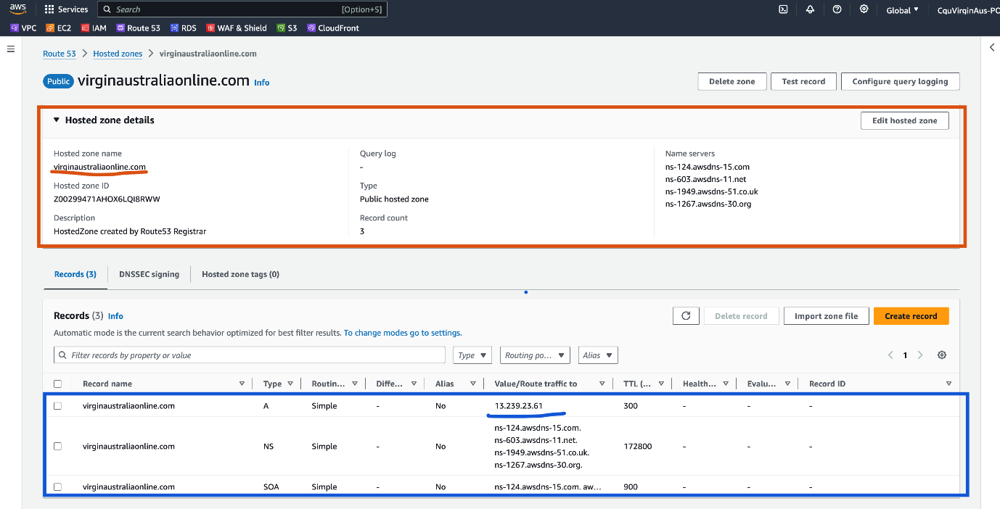 aws Services Search [Option+S] Global CquVirginAus-PO
VPC EC2 IAM Route 53 RDS WAF & Shield S3 CloudFront
Route 53 Hosted zones virginaustraliaonline.com
Public virginaustraliaonline.com Info Delete zone Test record Configure query logging
Hosted zone details Edit hosted zone
Hosted zone name Query log Name servers
virginaustraliaonline.com - ns-124.awsdns-15.com
ns-603.awsdns-11.net
Hosted zone ID Type ns-1949.awsdns-51.co.uk
Z00299471AHOX6LQI8RWW Public hosted zone ns-1267.awsdns-30.org
Description Record count
HostedZone created by Route53 Registrar 3
Records (3) DNSSEC signing Hosted zone tags (0)
Records (3) Info Delete record Import zone file Create record
Automatic mode is the current search behavior optimized for best filter results. To change modes go to settings.
Filter records by property or value Type Routing po... Alias 1
Record name Type Routin... Diffe... Alias Value/Route traffic to TTL (... Health... Evalu... Record ID
virginaustraliaonline.com A Simple - No 13.239.23.61 300 - - -
ns-124.awsdns-15.com.
ns-603.awsdns-11.net.
virginaustraliaonline.com NS Simple - No ns-1949.awsdns-51.co.uk. 172800 - - -
ns-1267.awsdns-30.org.
virginaustraliaonline.com SOA Simple - No ns-124.awsdns-15.com. aw... 900 - - -